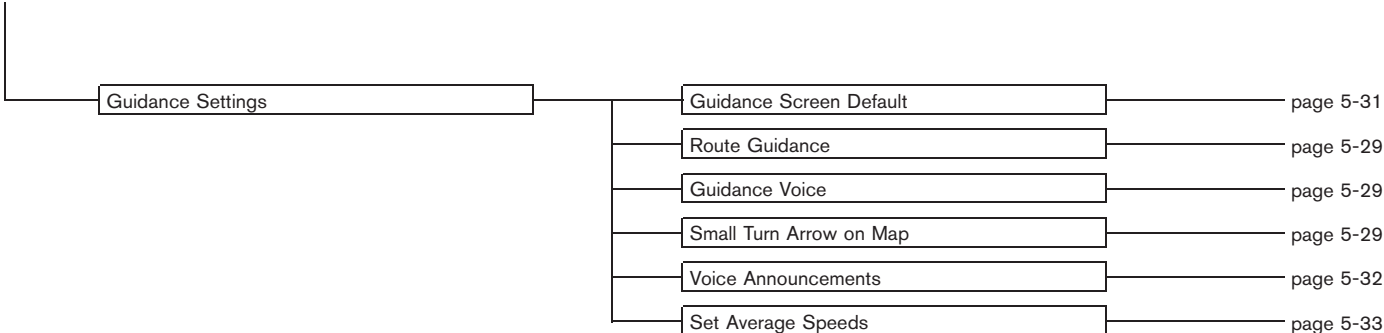 Guidance Settings
Guidance Screen Default page 5-31
Route Guidance page 5-29
Guidance Voice page 5-29
Small Turn Arrow on Map page 5-29
Voice Announcements page 5-32
Set Average Speeds page 5-33